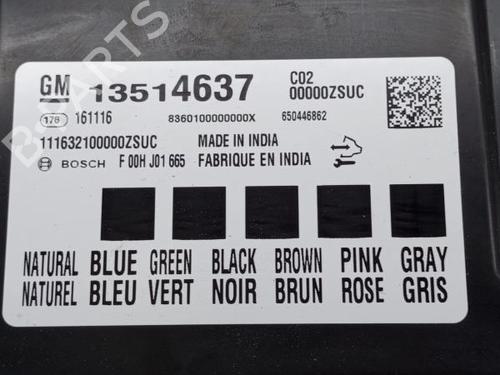 GM 13514637 C02
00000ZSUC
178 161116 8360100000000X 650446862
111632100000ZSUC MADE IN INDIA
BOSCH F 00H J01 665 FABRIQUE EN INDIA
NATURAL BLUE GREEN BLACK BROWN PINK GRAY
NATUREL BLEU VERT NOIR BRUN ROSE GRIS